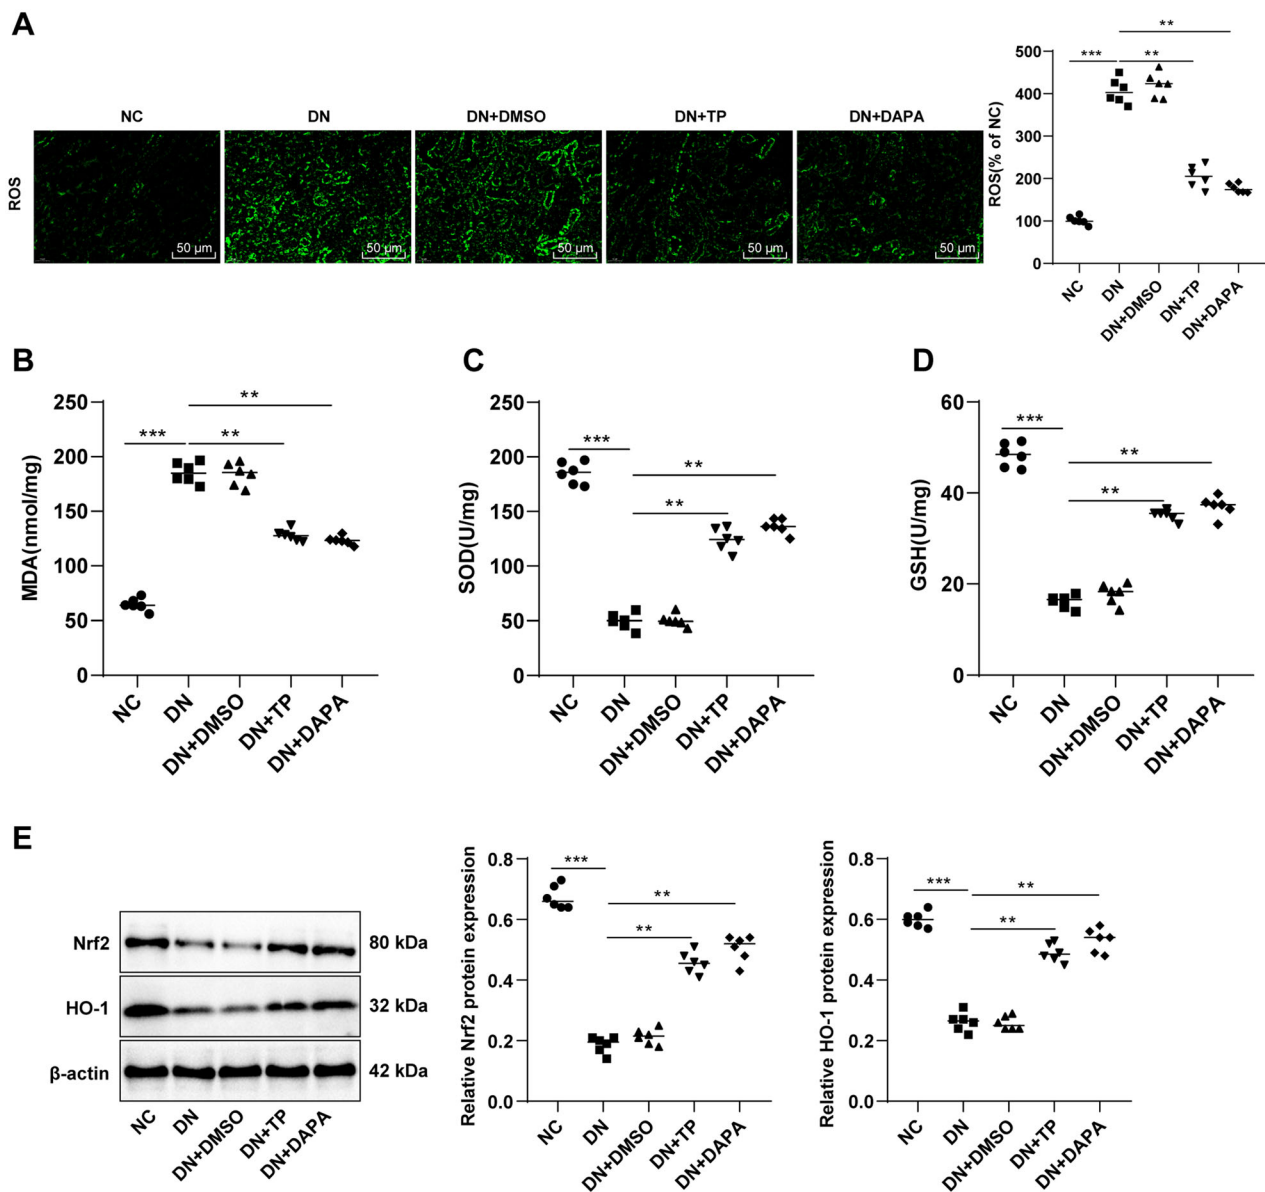 A
NC
DN
DN+DMSO
DN+TP
DN+DAPA
ROS
50 µm
50 µm
50 µm
50 µm
50 µm
ROS(% of NC)
500
400
300
200
100
0
***
**
**
NC
DN
DN+DMSO
DN+TP
DN+DAPA
B
MDA(nmol/mg)
250
200
150
100
50
0
***
**
**
NC
DN
DN+DMSO
DN+TP
DN+DAPA
C
SOD(U/mg)
250
200
150
100
50
0
***
**
**
NC
DN
DN+DMSO
DN+TP
DN+DAPA
D
GSH(U/mg)
60
40
20
0
***
**
**
NC
DN
DN+DMSO
DN+TP
DN+DAPA
E
Nrf2
80 kDa
HO-1
32 kDa
β-actin
42 kDa
NC
DN
DN+DMSO
DN+TP
DN+DAPA
Relative Nrf2 protein expression
0.8
0.6
0.4
0.2
0.0
***
**
**
NC
DN
DN+DMSO
DN+TP
DN+DAPA
Relative HO-1 protein expression
0.8
0.6
0.4
0.2
0.0
***
**
**
NC
DN
DN+DMSO
DN+TP
DN+DAPA